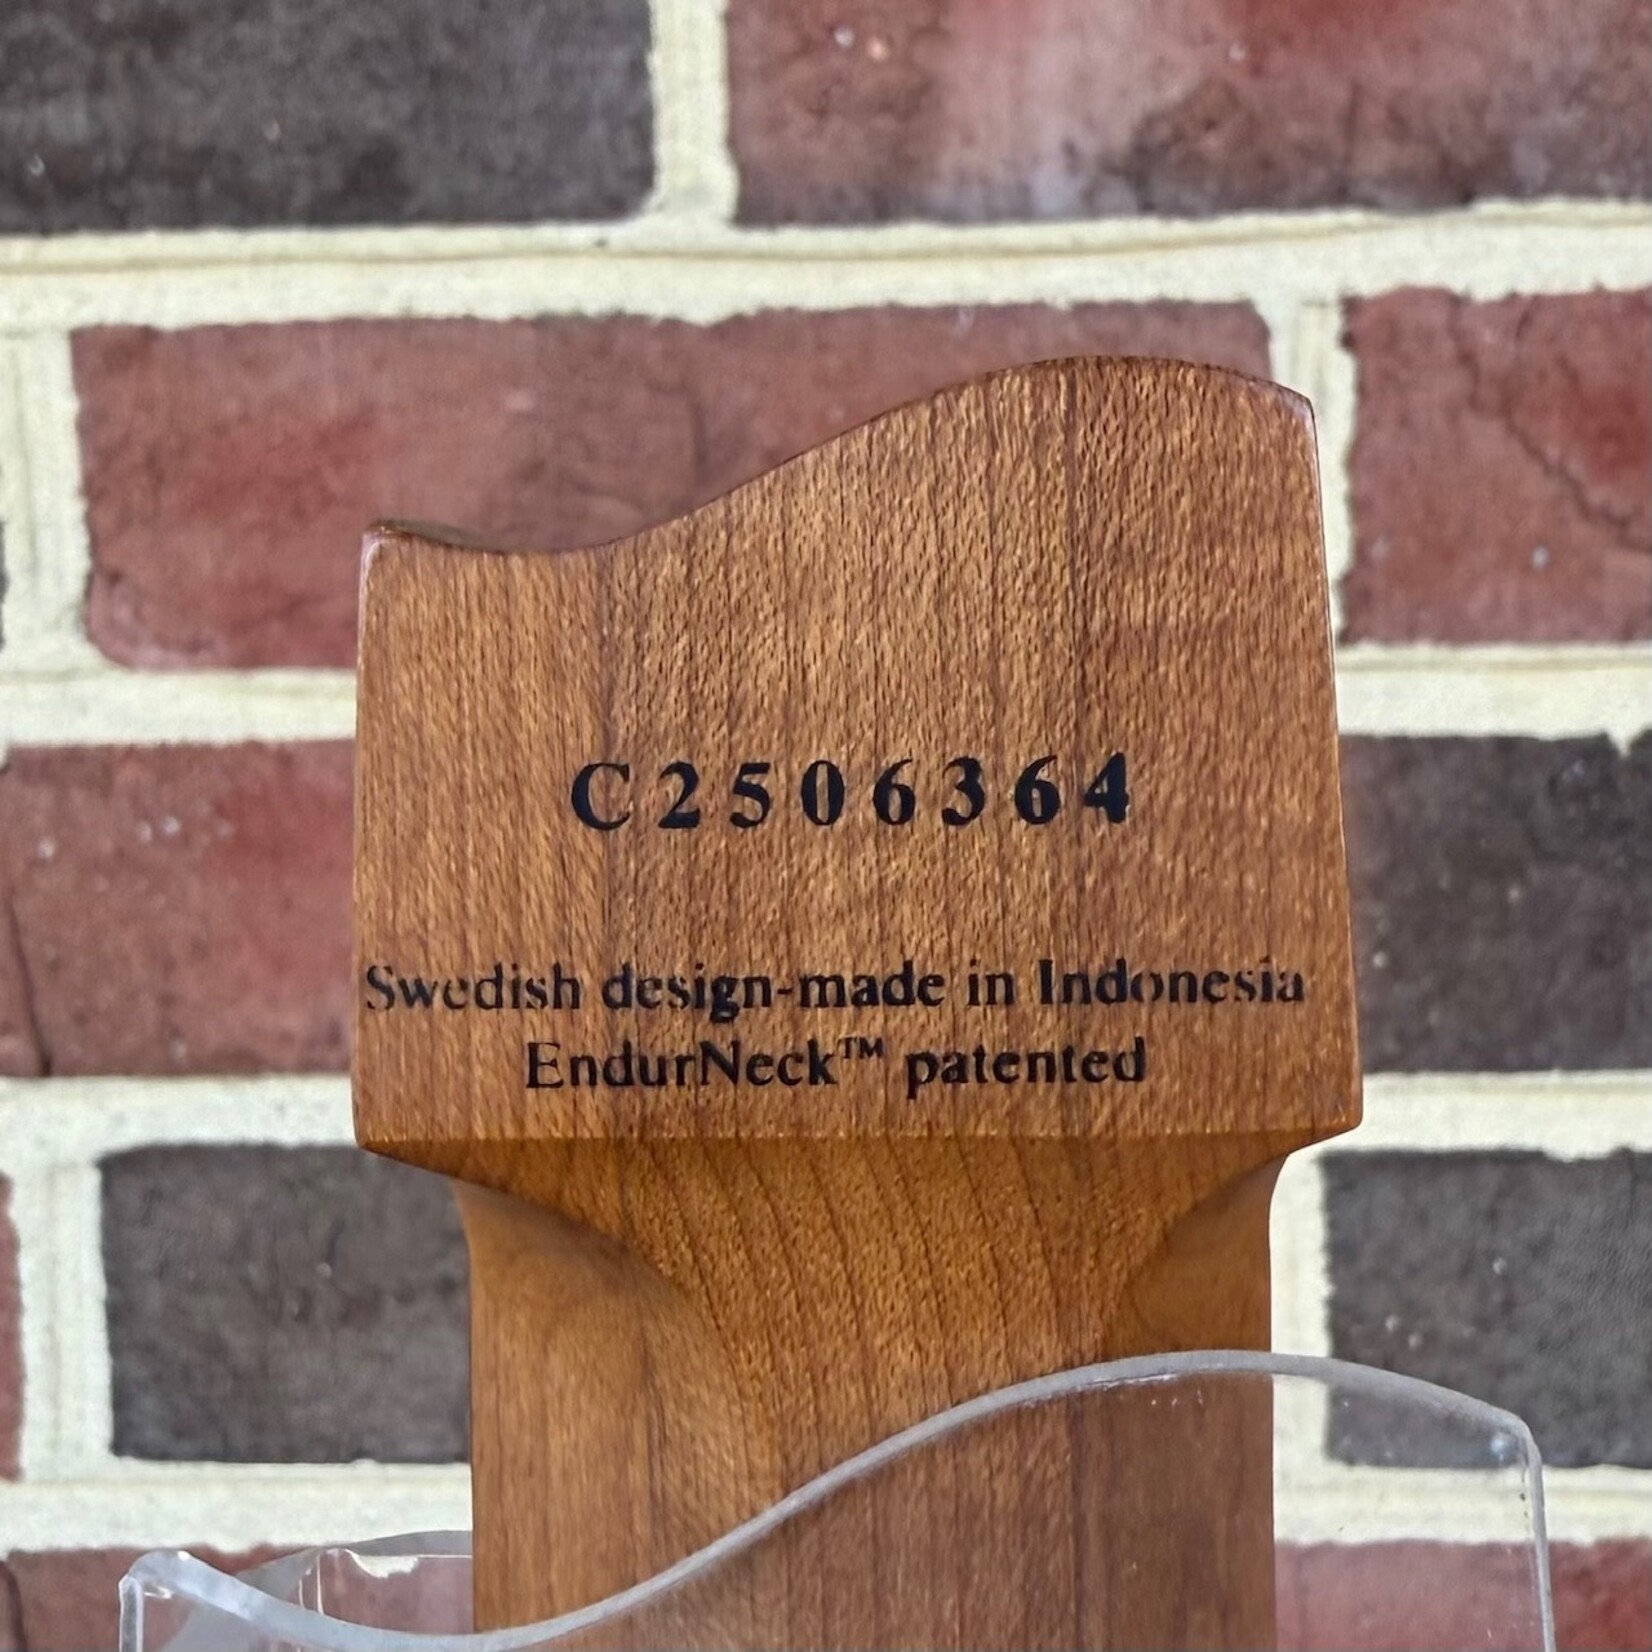 C2506364
Swedish design-made in Indonesia
EndurNeck™ patented